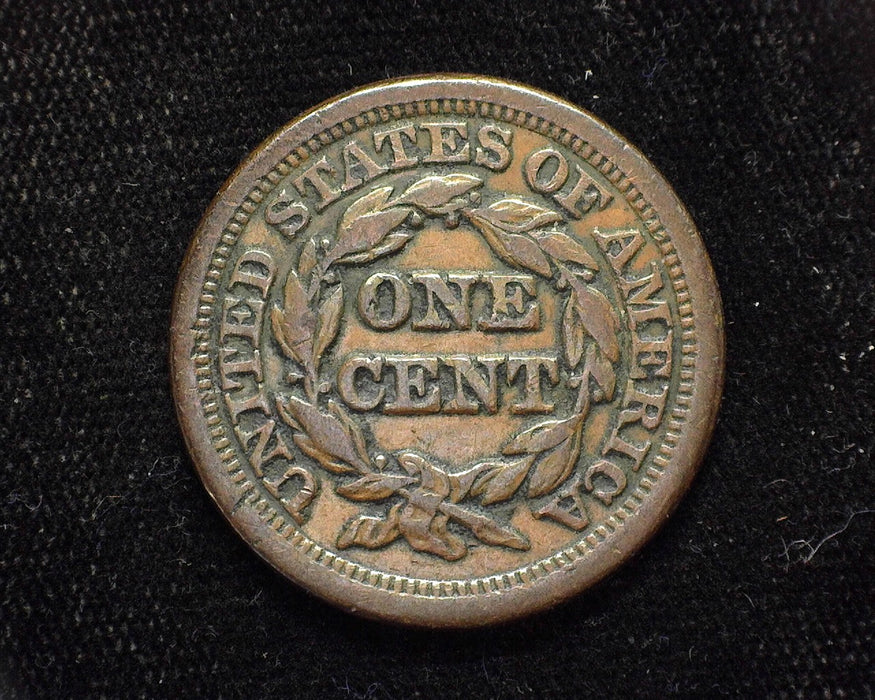 UNITED STATES OF AMERICA
ONE
CENT